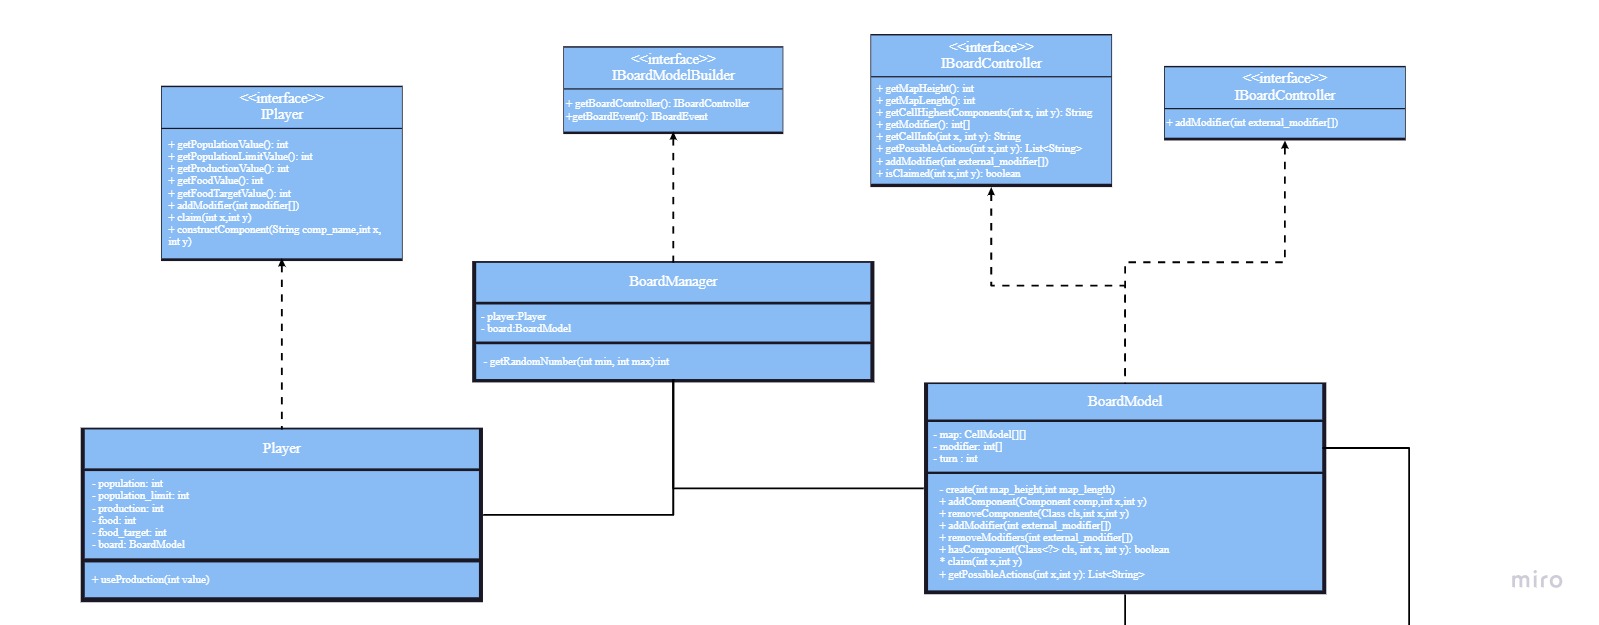 <<interface>>
IPlayer
+ getPopulationValue(): int
+ getPopulationLimitValue(): int
+ getProductionValue(): int
+ getFoodValue(): int
+ getFoodTargetValue(): int
+ addModifier(int modifier[])
+ claim(int x,int y)
+ constructComponent(String comp_name,int x,
int y)
<<interface>>
IBoardModelBuilder
+ getBoardController(): IBoardController
+getBoardEvent(): IBoardEvent
<<interface>>
IBoardController
+ getMapHeight(): int
+ getMapLength(): int
+ getCellHighestComponents(int x, int y): String
+ getModifier(): int[]
+ getCellInfo(int x, int y): String
+ getPossibleActions(int x,int y): List<String>
+ addModifier(int external_modifier[])
+ isClaimed(int x,int y): boolean
<<interface>>
IBoardController
+ addModifier(int external_modifier[])
BoardManager
- player:Player
- board:BoardModel
- getRandomNumber(int min, int max):int
Player
- population: int
- population_limit: int
- production: int
- food: int
- food_target: int
- board: BoardModel
+ useProduction(int value)
BoardModel
- map: CellModel[][]
- modifier: int[]
- turn : int
- create(int map_height,int map_length)
+ addComponent(Component comp,int x,int y)
+ removeComponente(Class cls,int x,int y)
+ addModifier(int external_modifier[])
+ removeModifiers(int external_modifier[])
+ hasComponent(Class<?> cls, int x, int y): boolean
* claim(int x,int y)
+ getPossibleActions(int x,int y): List<String>
miro